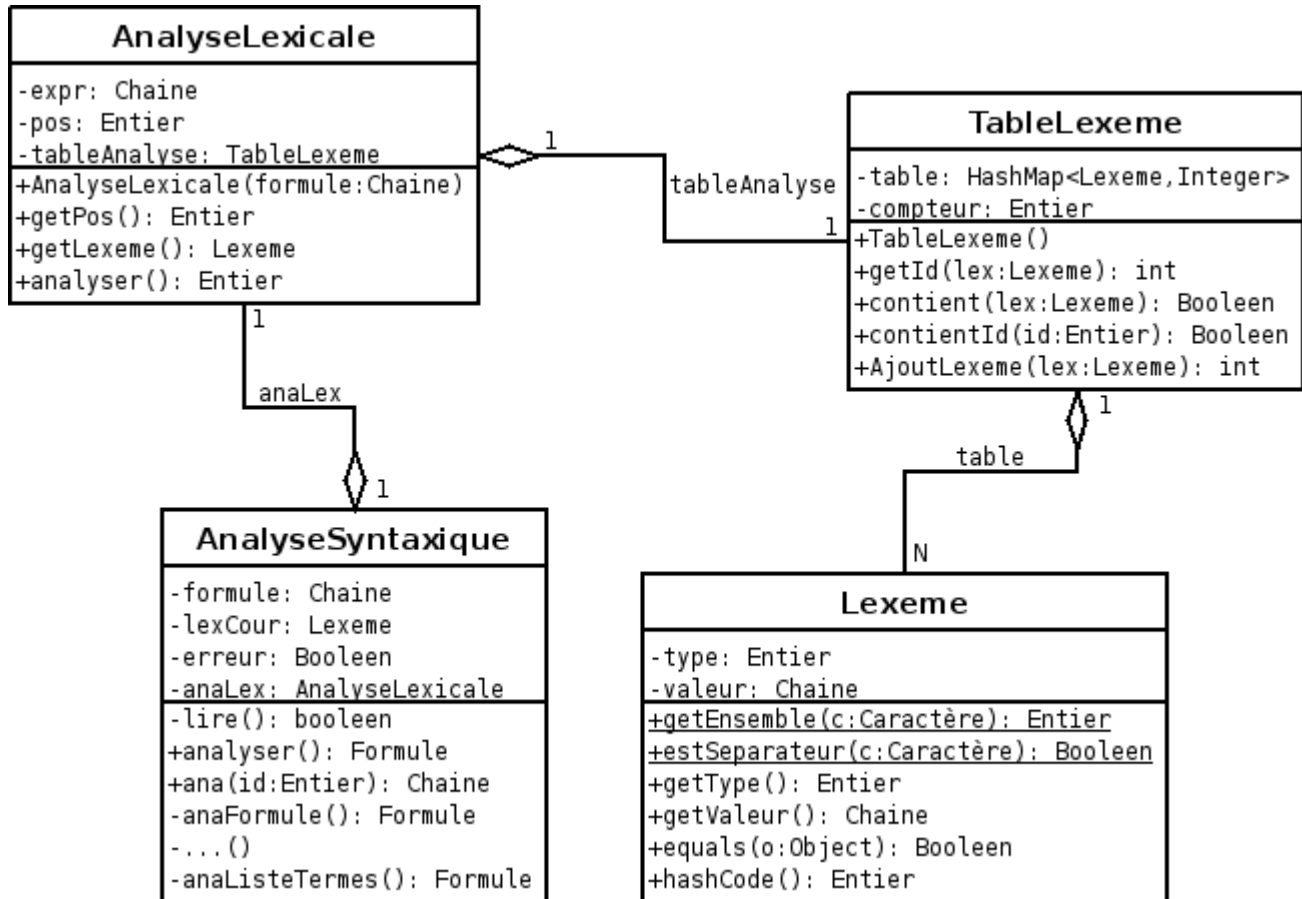 AnalyseLexicale
-expr: Chaine
-pos: Entier
-tableAnalyse: TableLexeme
+AnalyseLexicale(formule:Chaine)
+getPos(): Entier
+getLexeme(): Lexeme
+analyser(): Entier
1
tableAnalyse
1
TableLexeme
-table: HashMap<Lexeme,Integer>
-compteur: Entier
+TableLexeme()
+getId(lex:Lexeme): int
+contient(lex:Lexeme): Booleen
+contientId(id:Entier): Booleen
+AjoutLexeme(lex:Lexeme): int
1
anaLex
1
1
table
N
AnalyseSyntaxique
-formule: Chaine
-lexCour: Lexeme
-erreur: Booleen
-anaLex: AnalyseLexicale
-lire(): booleen
+analyser(): Formule
+ana(id:Entier): Chaine
-anaFormule(): Formule
-...()
-anaListeTermes(): Formule
Lexeme
-type: Entier
-valeur: Chaine
+getEnsemble(c:Caractère): Entier
+estSeparateur(c:Caractère): Booleen
+getType(): Entier
+getValeur(): Chaine
+equals(o:Object): Booleen
+hashCode(): Entier